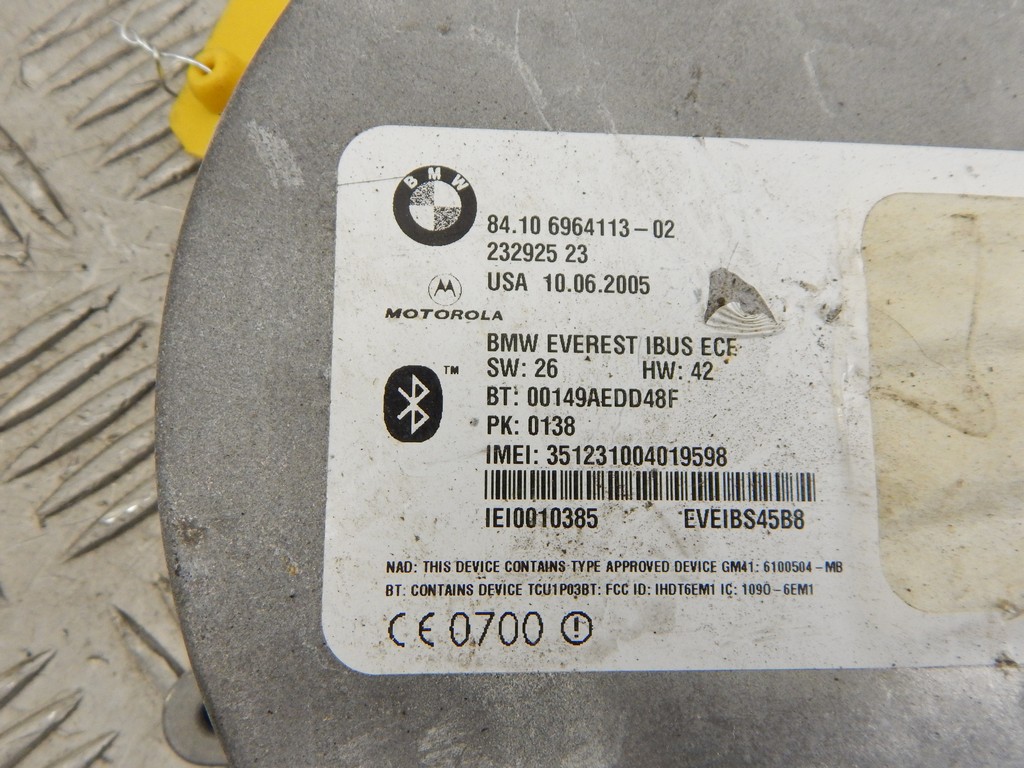 BMW
84.10 6964113-02
232925 23
USA 10.06.2005
MOTOROLA
BMW EVEREST IBUS ECE
SW: 26 HW: 42
TM
BT: 00149AEDD48F
PK: 0138
IMEI: 351231004019598
IEI0010385 EVEIBS45B8
NAD: THIS DEVICE CONTAINS TYPE APPROVED DEVICE GM41: 6100504-MB
BT: CONTAINS DEVICE TCU1P03BT: FCC ID: IHDT6EM1 IC: 1090-6EM1
CE 0700